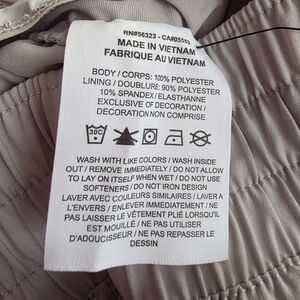 RN#56323 - CA#05553
MADE IN VIETNAM
FABRIQUE AU VIETNAM
BODY / CORPS: 100% POLYESTER
LINING / DOUBLURE: 90% POLYESTER
10% SPANDEX/ ELASTHANNE
EXCLUSIVE OF DECORATION /
DECORATION NON COMPRISE
30C
WASH WITH LIKE COLORS / WASH INSIDE
OUT / REMOVE IMMEDIATELY / DO NOT ALLOW
TO LAY ON ITSELF WHEN WET / DO NOT USE
SOFTENERS / DO NOT IRON DESIGN
LAVER AVEC COULEURS SIMILAIRES / LAVER A
L'ENVERS / ENLEVER IMMEDIATEMENT / NE
PAS LAISSER LE VÊTEMENT PLIÉ LORSQU'IL
EST MOUILLÉ / NE PAS UTILISER
D'ADOUCISSEUR / NE PAS REPASSER LE
DESSIN